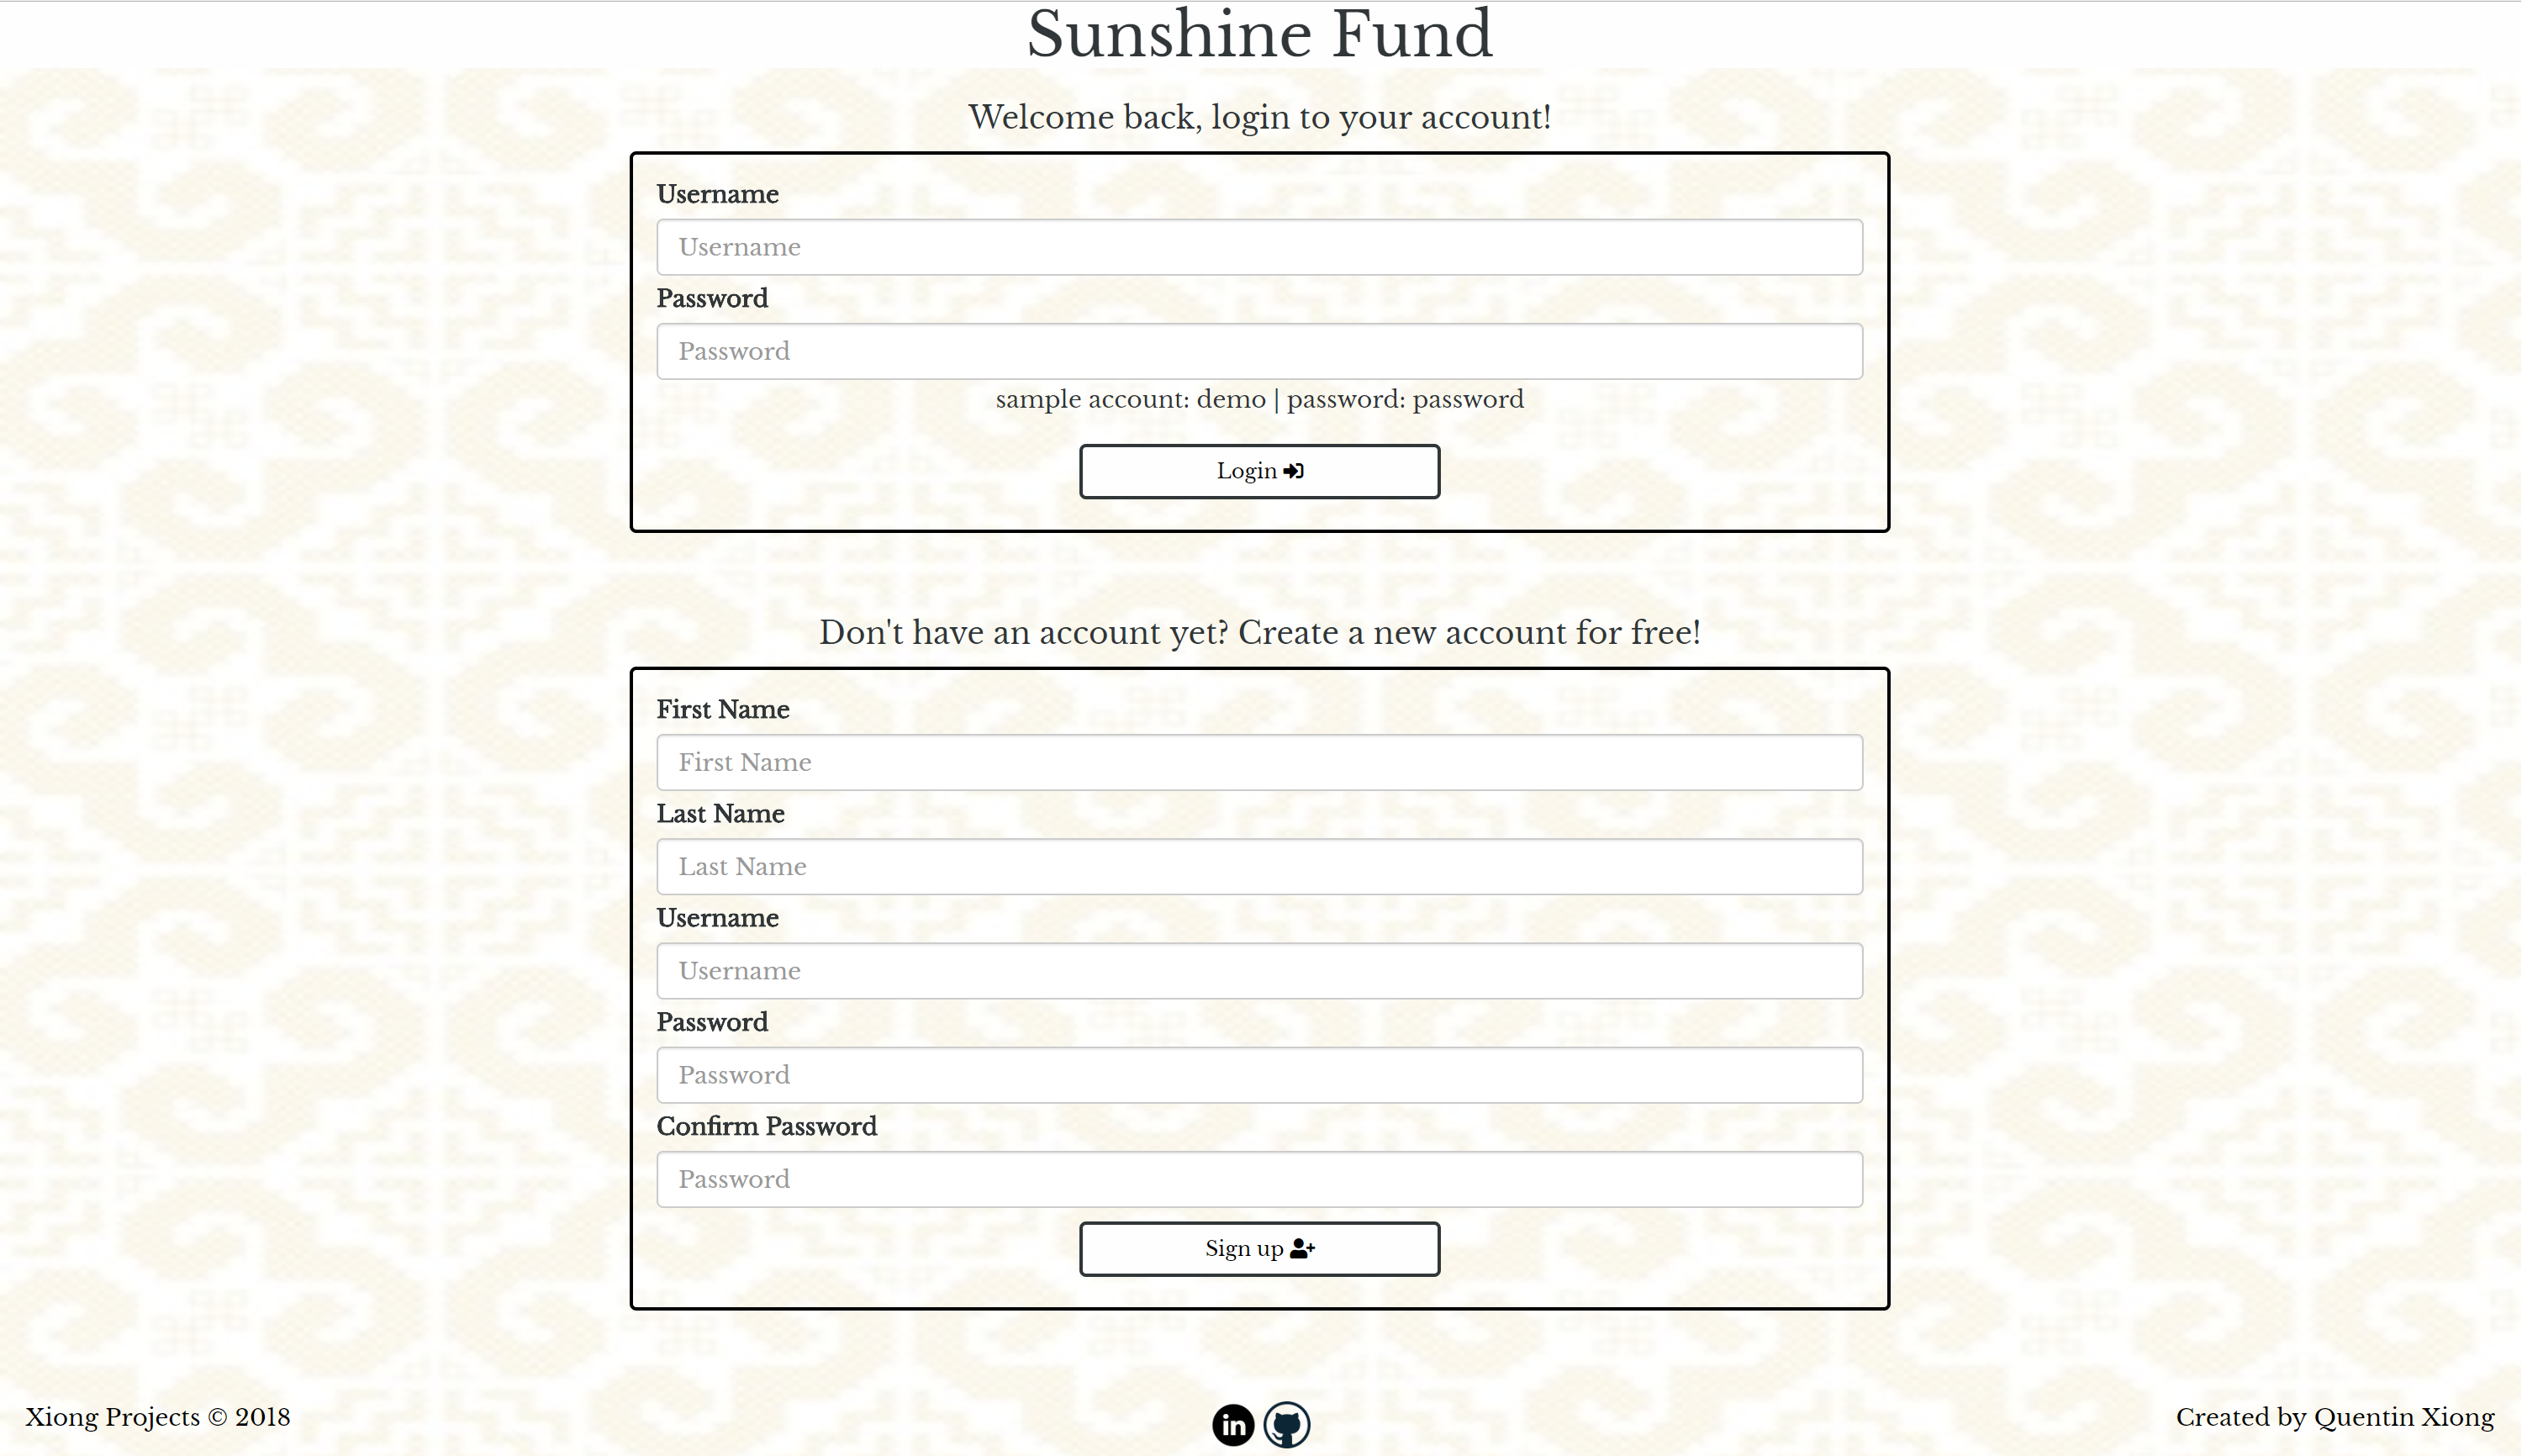 Sunshine Fund
Welcome back, login to your account!
Username
Username
Password
Password
sample account: demo | password: password
Login
Don't have an account yet? Create a new account for free!
First Name
First Name
Last Name
Last Name
Username
Username
Password
Password
Confirm Password
Password
Sign up
Xiong Projects © 2018
in
Created by Quentin Xiong